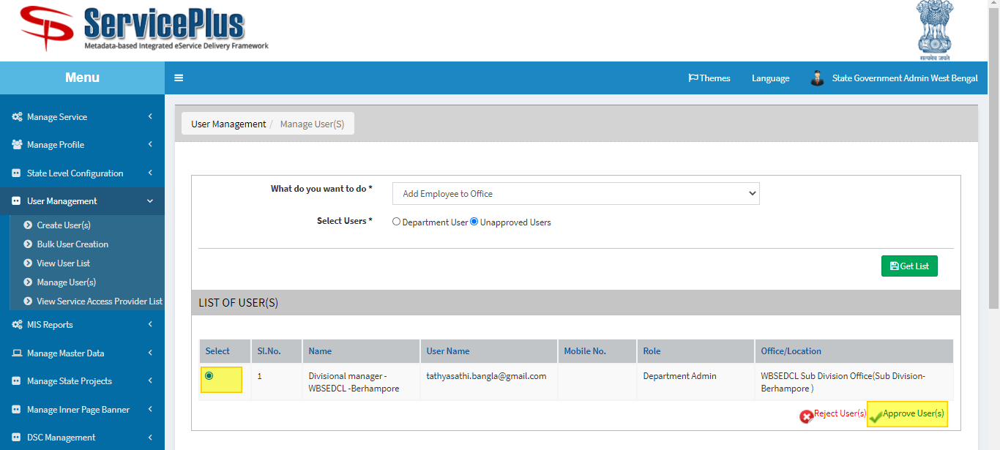 ServicePlus
Metadata-based Integrated eService Delivery Framework
सत्यमेव जयते
Menu
Themes
Language
State Government Admin West Bengal
Manage Service
Manage Profile
State Level Configuration
User Management
Create User(s)
Bulk User Creation
View User List
Manage User(s)
View Service Access Provider List
MIS Reports
Manage Master Data
Manage State Projects
Manage Inner Page Banner
DSC Management
User Management / Manage User(S)
What do you want to do * Add Employee to Office
Select Users * Department User Unapproved Users
Get List
LIST OF USER(S)
Select Sl.No. Name User Name Mobile No. Role Office/Location
1 Divisional manager - tathyasathi.bangla@gmail.com Department Admin WBSEDCL Sub Division Office(Sub Division-
WBSEDCL -Berhampore Berhampore )
Reject User(s) Approve User(s)